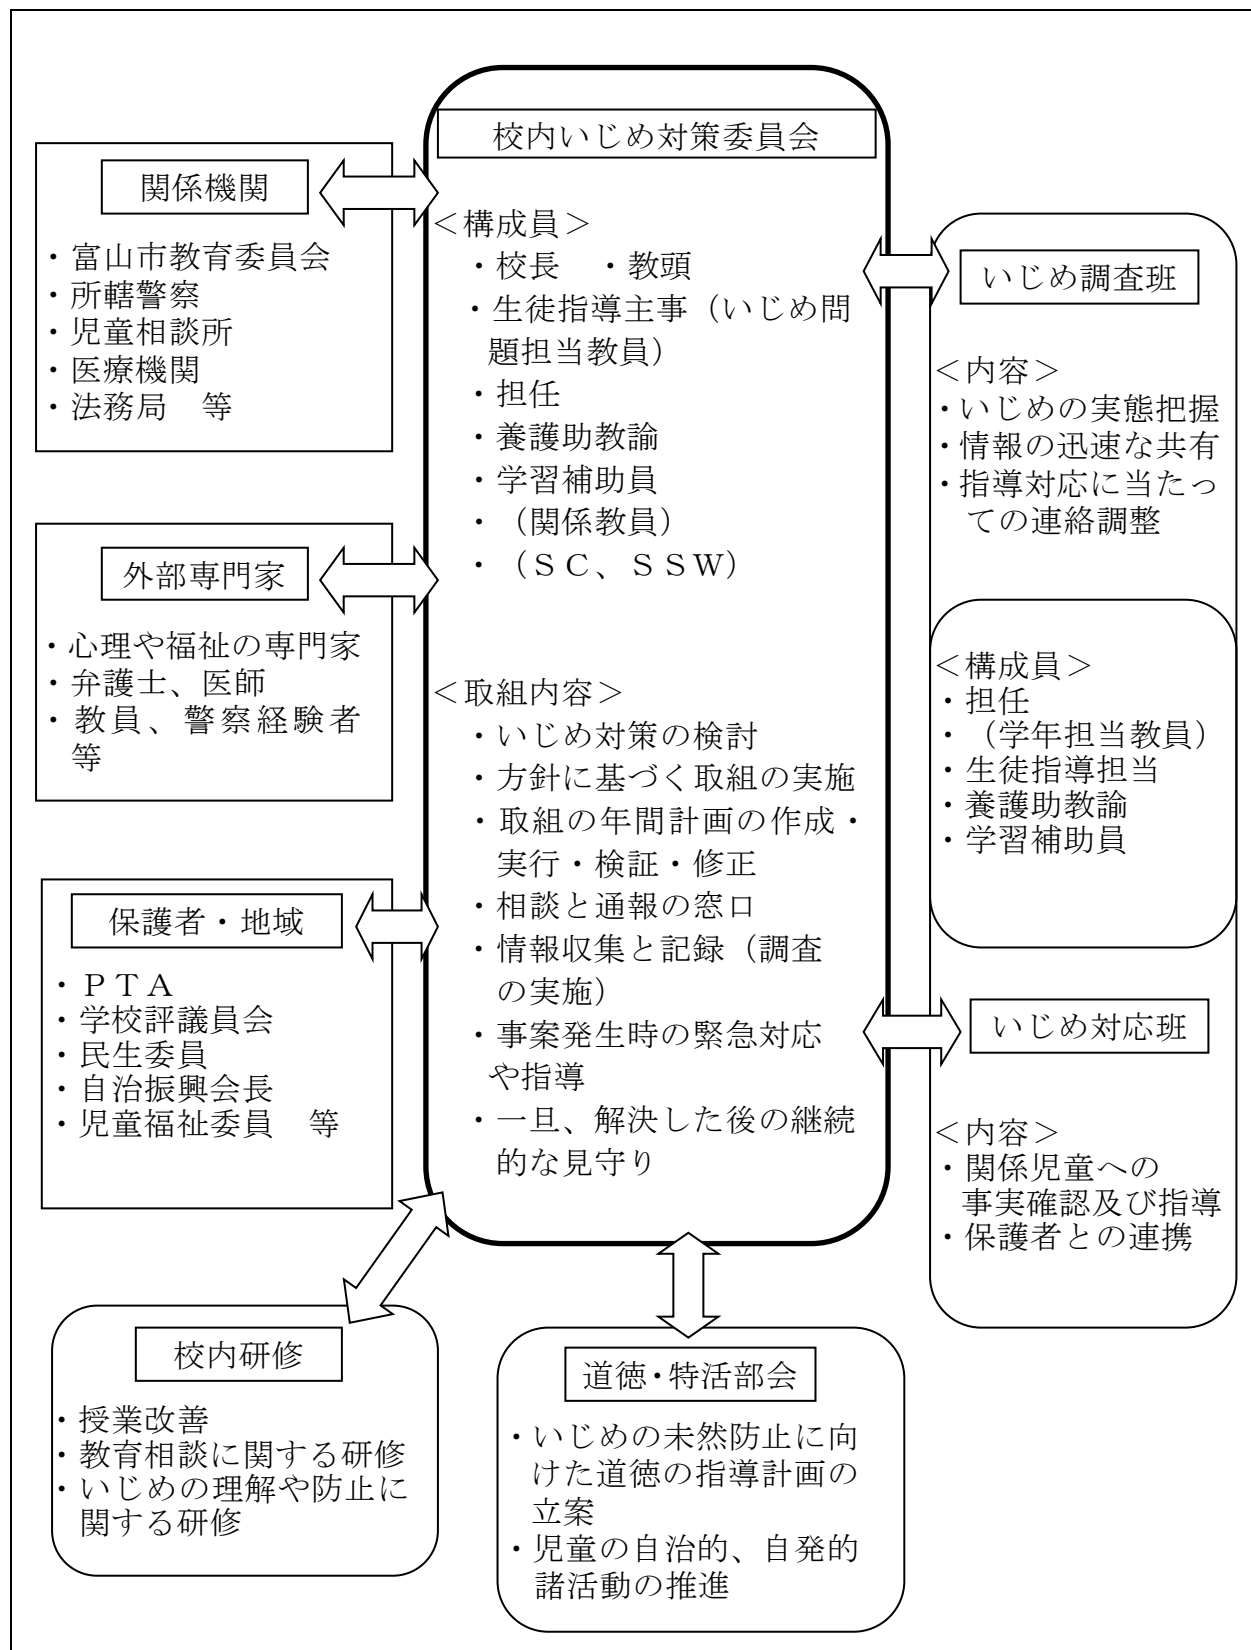 校内いじめ対策委員会
＜構成員＞
・校長　・教頭
・生徒指導主事（いじめ問
題担当教員）
・担任
・養護助教諭
・学習補助員
・（関係教員）
・（ＳＣ、ＳＳＷ）
＜取組内容＞
・いじめ対策の検討
・方針に基づく取組の実施
・取組の年間計画の作成・
実行・検証・修正
・相談と通報の窓口
・情報収集と記録（調査
の実施）
・事案発生時の緊急対応
や指導
・一旦、解決した後の継続
的な見守り
関係機関
・富山市教育委員会
・所轄警察
・児童相談所
・医療機関
・法務局　等
外部専門家
・心理や福祉の専門家
・弁護士、医師
・教員、警察経験者
等
保護者・地域
・ＰＴＡ
・学校評議員会
・民生委員
・自治振興会長
・児童福祉委員　等
いじめ調査班
＜内容＞
・いじめの実態把握
・情報の迅速な共有
・指導対応に当たっ
ての連絡調整
＜構成員＞
・担任
・（学年担当教員）
・生徒指導担当
・養護助教諭
・学習補助員
いじめ対応班
＜内容＞
・関係児童への
事実確認及び指導
・保護者との連携
校内研修
・授業改善
・教育相談に関する研修
・いじめの理解や防止に
関する研修
道徳・特活部会
・いじめの未然防止に向
けた道徳の指導計画の
立案
・児童の自治的、自発的
諸活動の推進